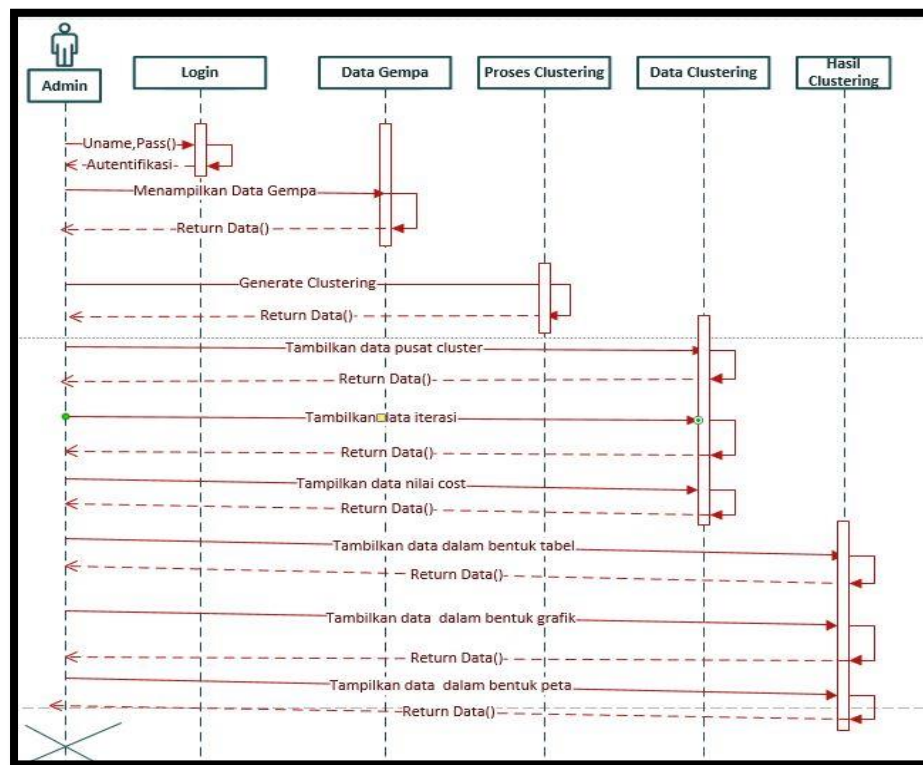 Admin
Login
Data Gempa
Proses Clustering
Data Clustering
Hasil
Clustering
Uname,Pass()
Autentifikasi
Menampilkan Data Gempa
Return Data()
Generate Clustering
Return Data()
Tambilkan data pusat cluster
Return Data()
Tambilkan data iterasi
Return Data()
Tampilkan data nilai cost
Return Data()
Tambilkan data dalam bentuk tabel
Return Data()
Tambilkan data dalam bentuk grafik
Return Data()
Tampilkan data dalam bentuk peta
Return Data()